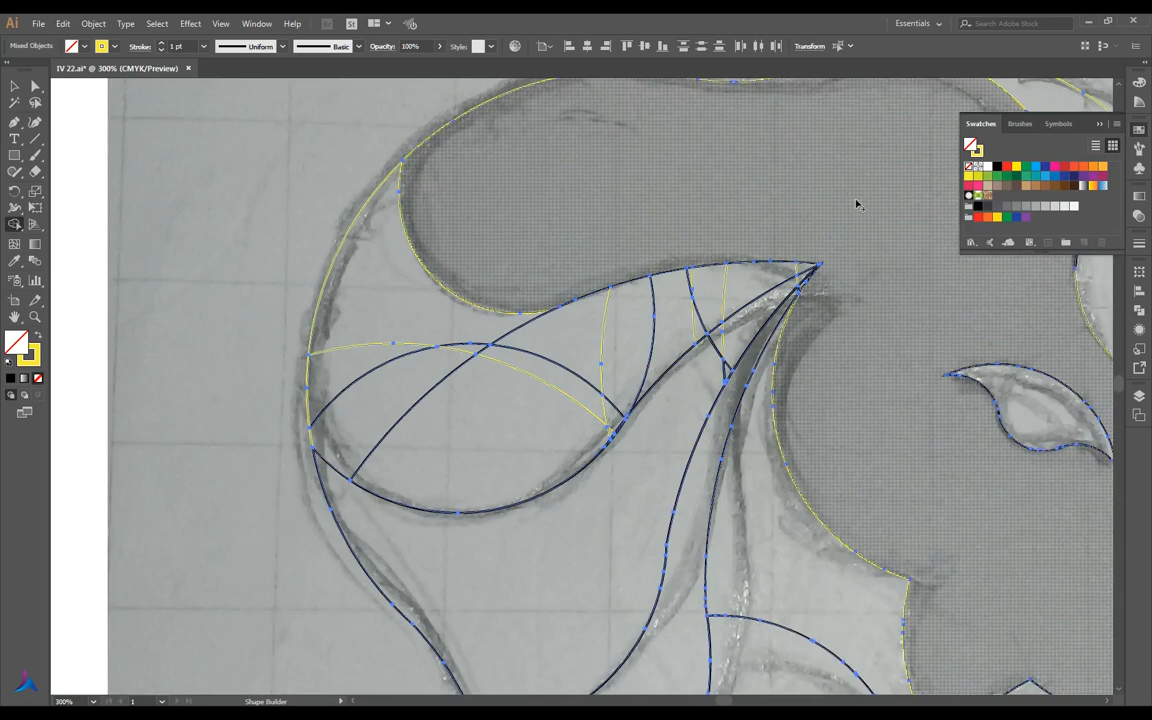 Ai File Edit Object Type Select Effect View Window Help Br St Essentials Search Adobe Stock
Mixed Objects Stroke: 1 pt Uniform Basic Opacity: 100% Style: Transform
IV 22.ai* @ 300% (CMYK/Preview)
Swatches Brushes Symbols
300% 1 Shape Builder